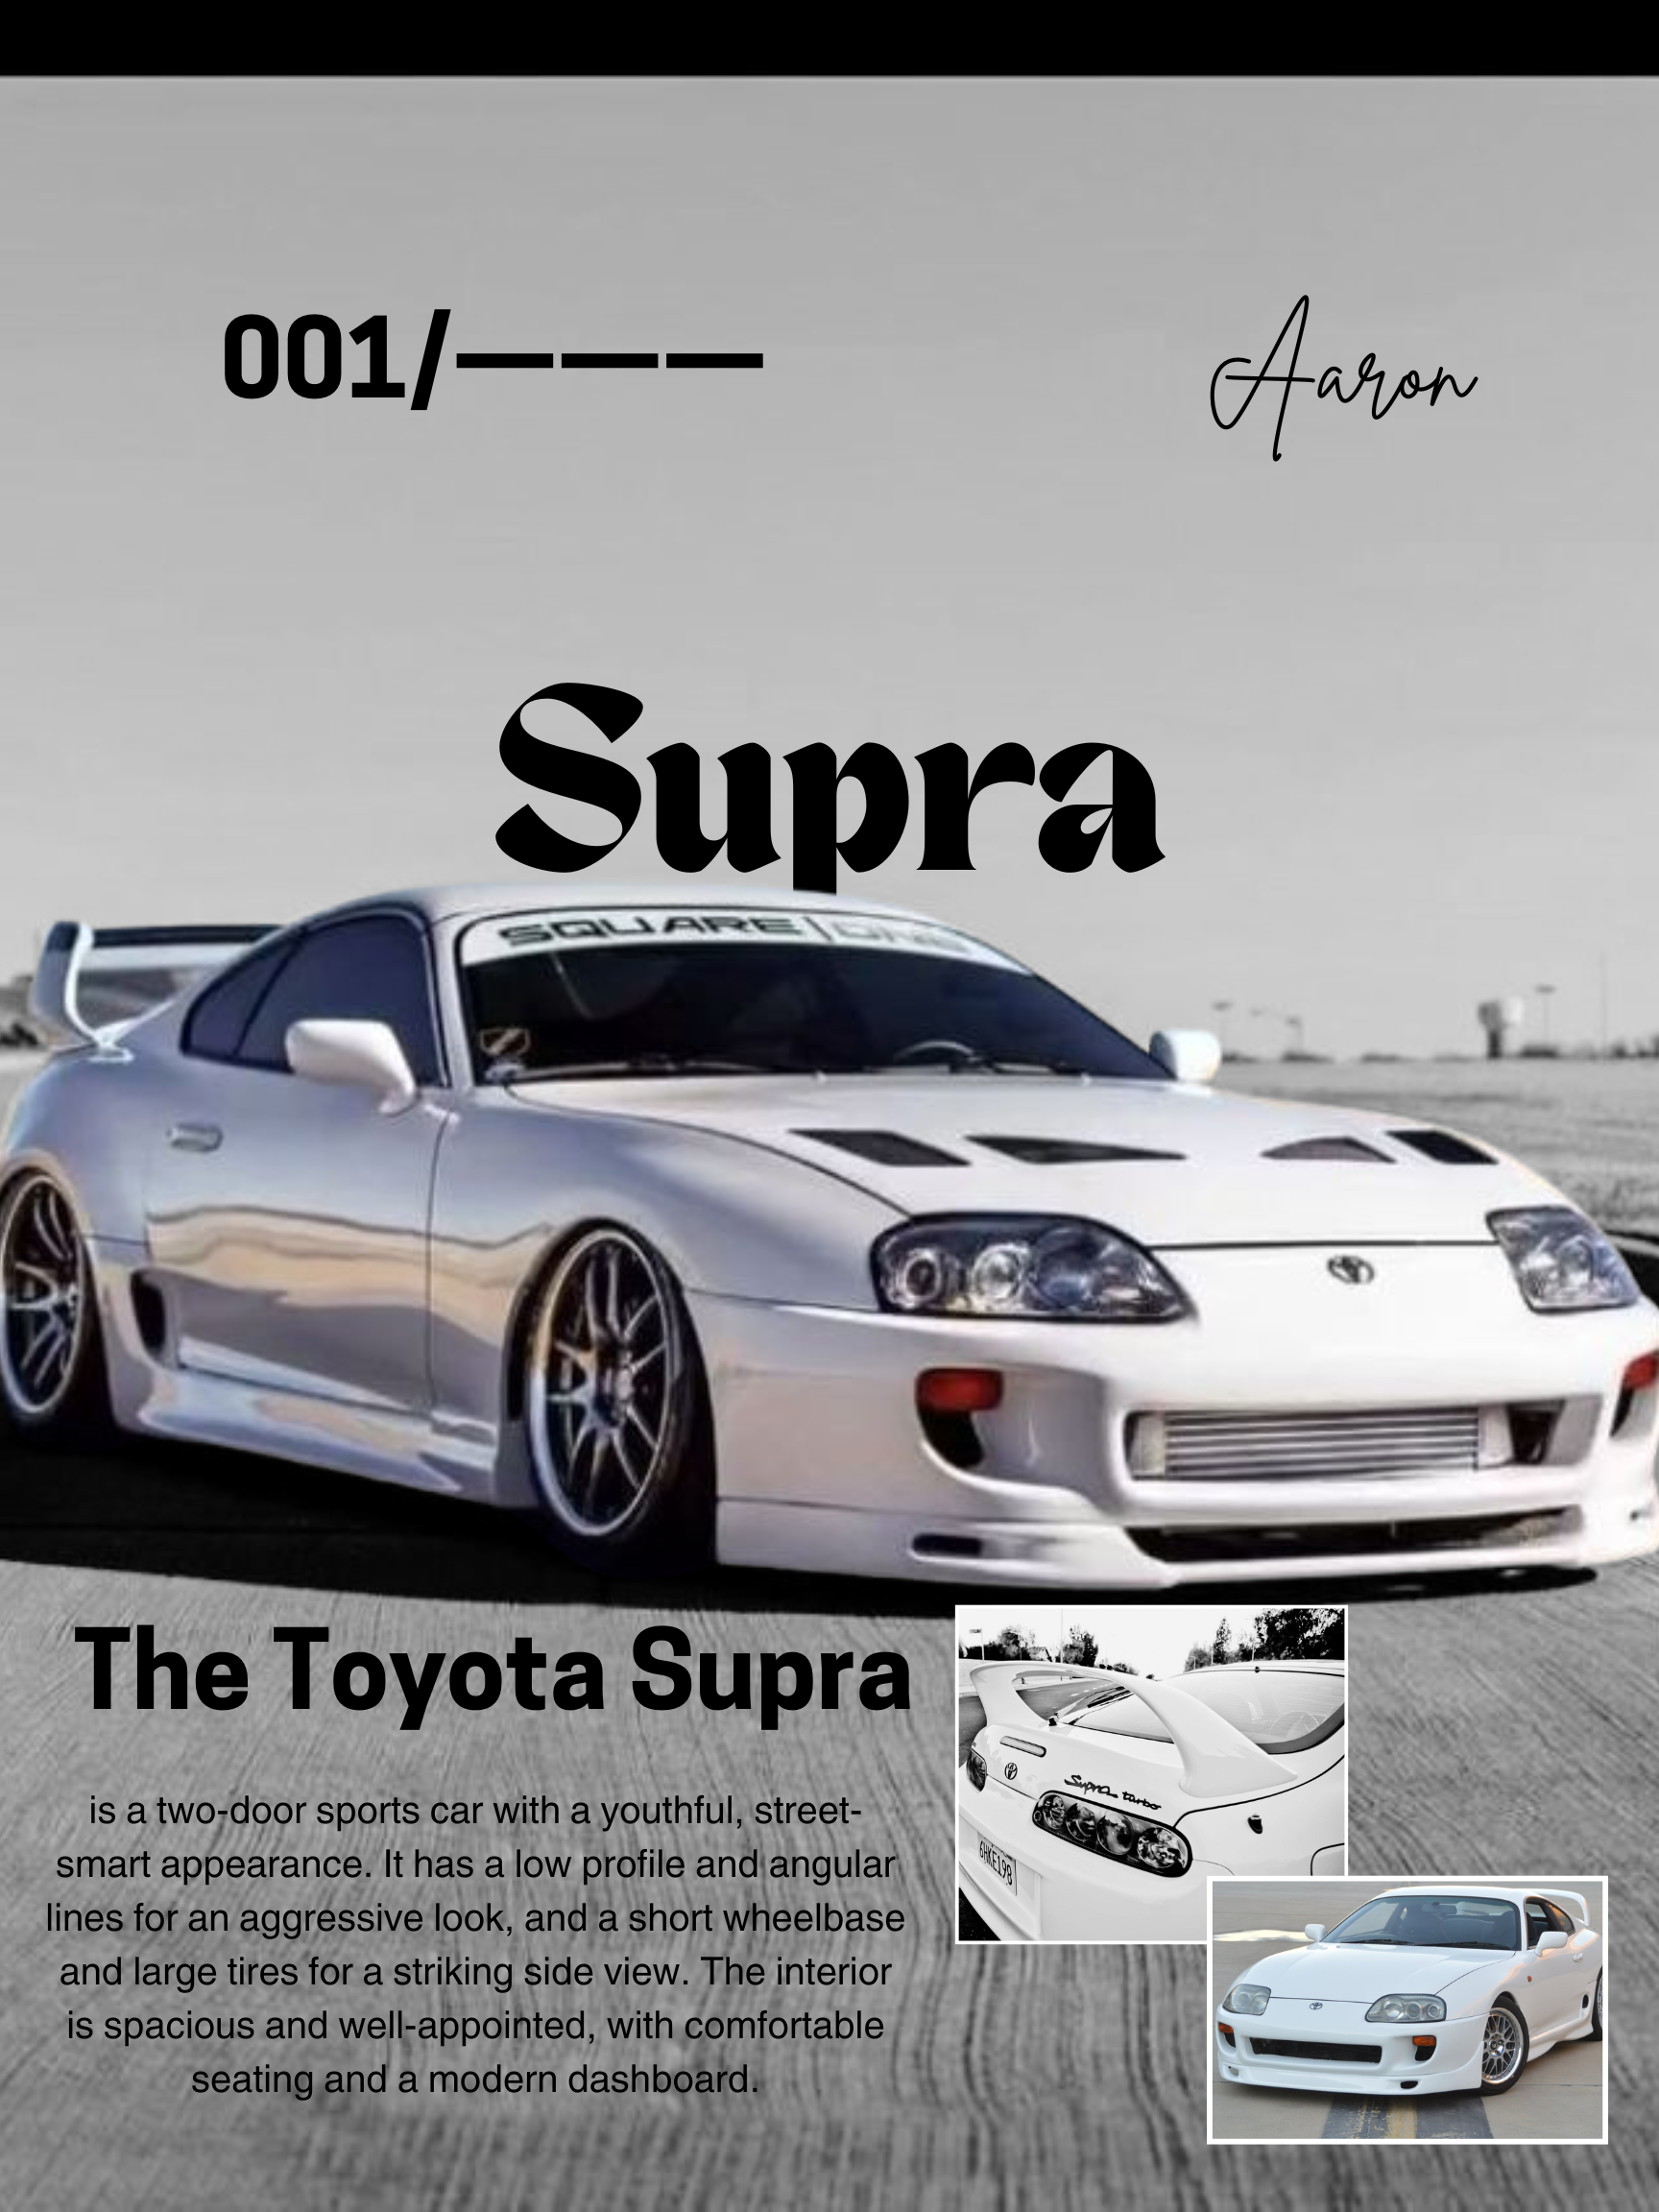 001/———
Aaron
Supra
SQUARE | ONE
The Toyota Supra
is a two-door sports car with a youthful, street-
smart appearance. It has a low profile and angular
lines for an aggressive look, and a short wheelbase
and large tires for a striking side view. The interior
is spacious and well-appointed, with comfortable
seating and a modern dashboard.
Supra turbo
6HKE198